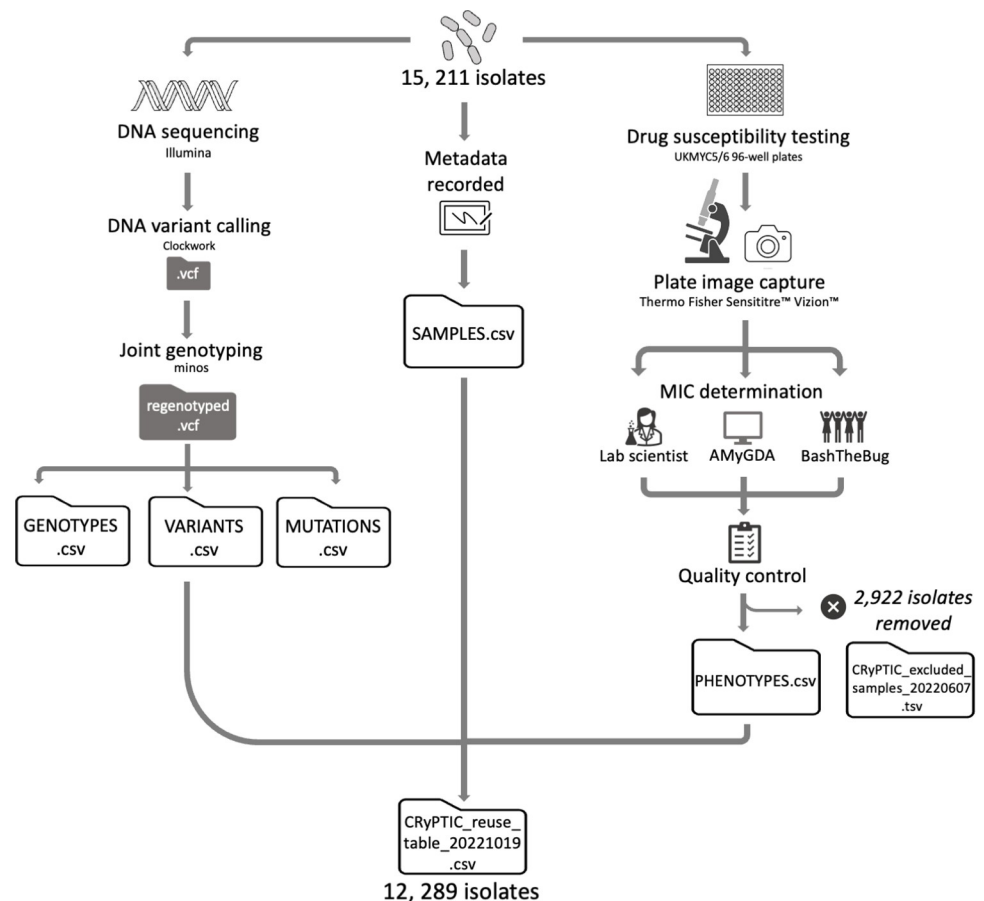 15, 211 isolates
DNA sequencing
Illumina
DNA variant calling
Clockwork
.vcf
Joint genotyping
minos
regenotyped
.vcf
GENOTYPES
.csv
VARIANTS
.csv
MUTATIONS
.csv
Metadata
recorded
SAMPLES.csv
Drug susceptibility testing
UKMYC5/6 96-well plates
Plate image capture
Thermo Fisher Sensititre™ Vizion™
MIC determination
Lab scientist
AMyGDA
BashTheBug
Quality control
2,922 isolates
removed
PHENOTYPES.csv
CRyPTIC_excluded_
samples_20220607
.tsv
CRyPTIC_reuse_
table_20221019
.csv
12, 289 isolates